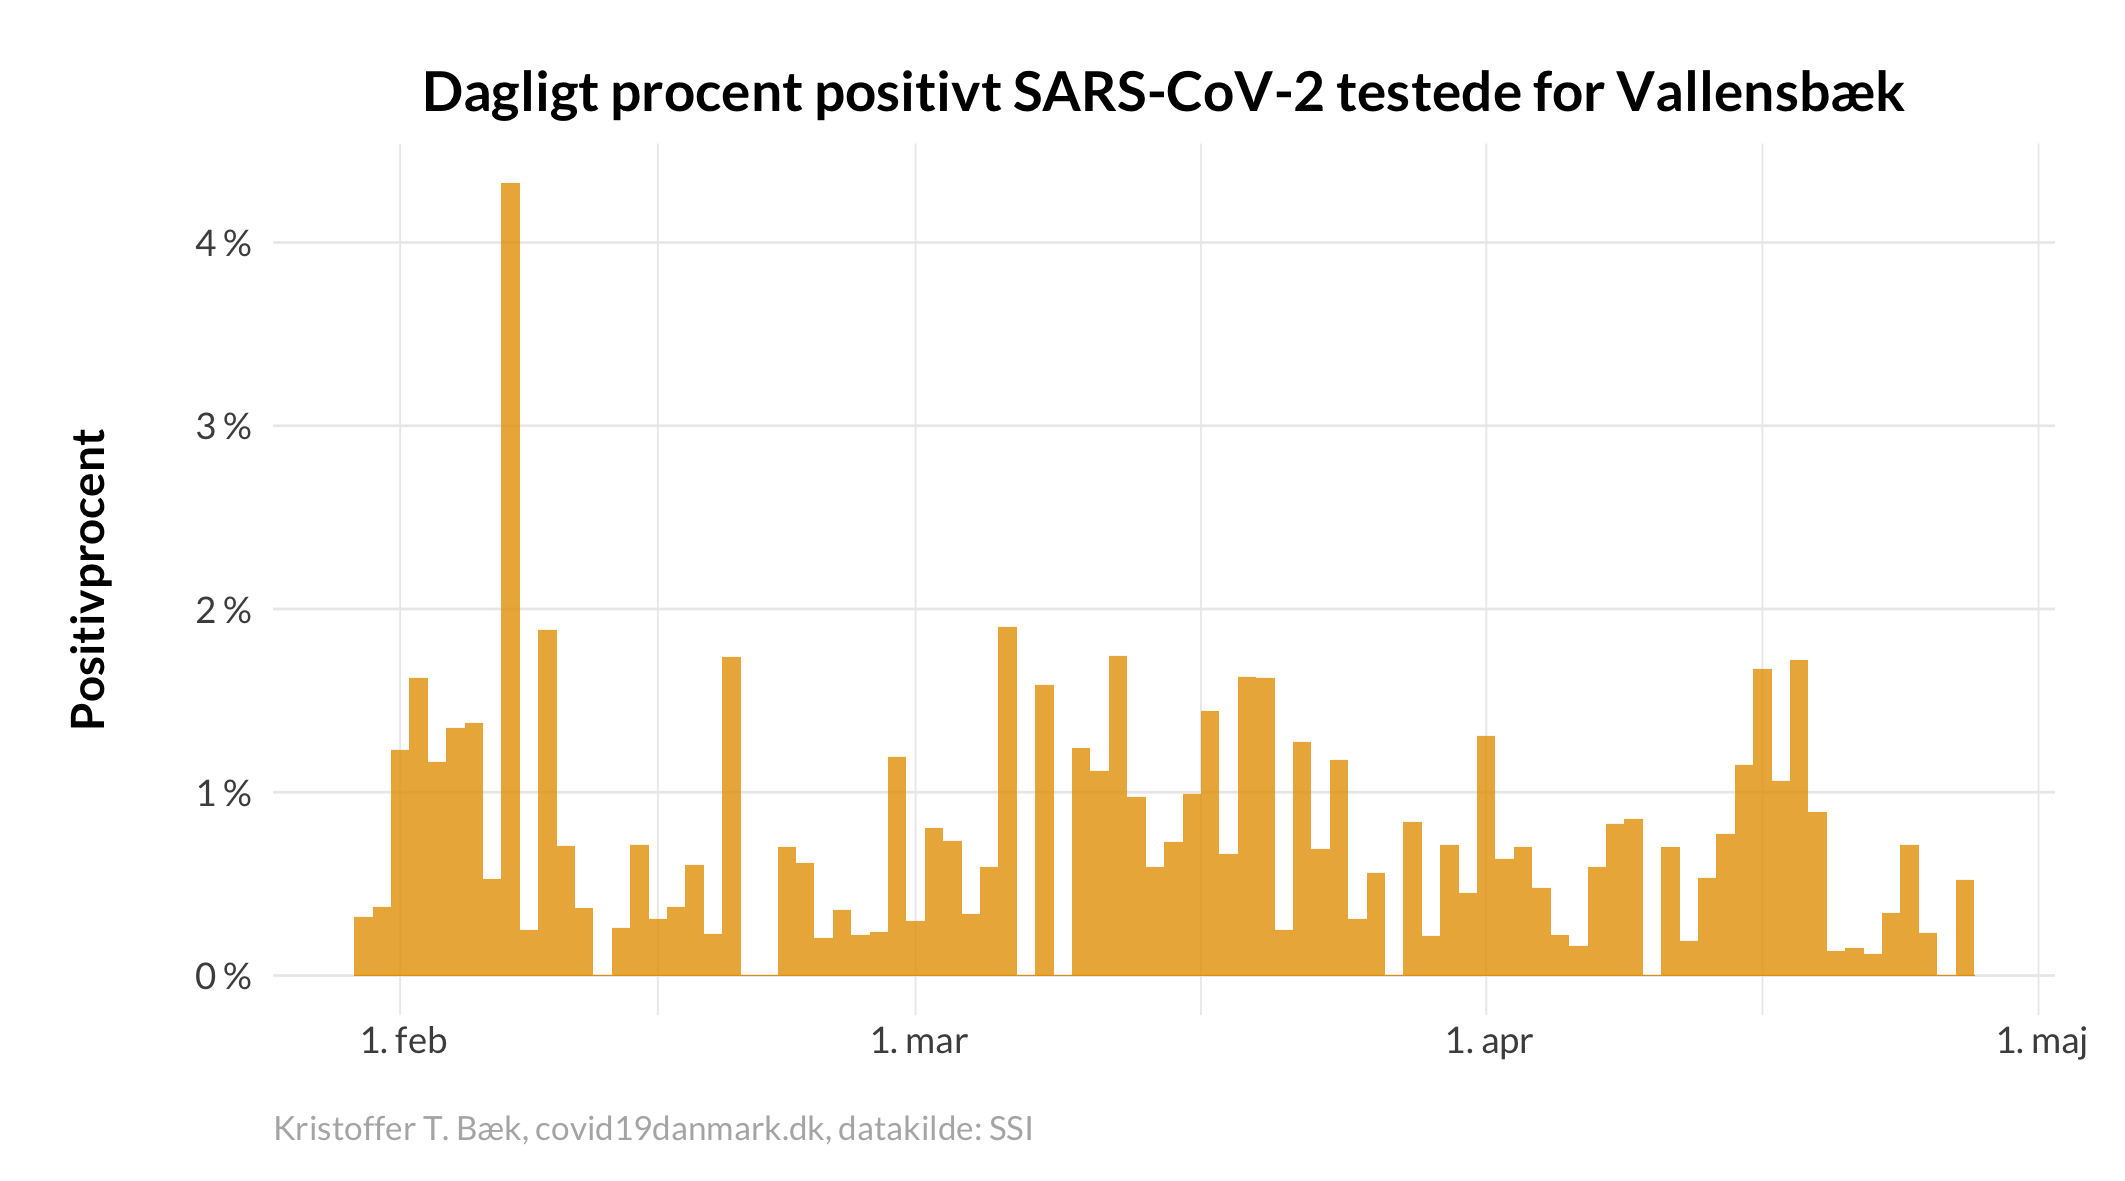 Dagligt procent positivt SARS-CoV-2 testede for Vallensbæk
Positivprocent
4 %
3 %
2 %
1 %
0 %
1. feb
1. mar
1. apr
1. maj
Kristoffer T. Bæk, covid19danmark.dk, datakilde: SSI